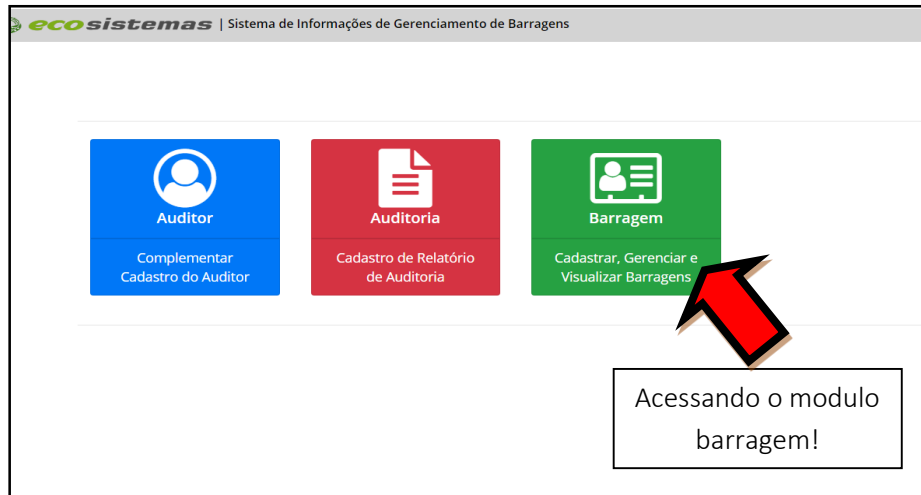 ecosistemas | Sistema de Informações de Gerenciamento de Barragens
Auditor
Complementar
Cadastro do Auditor
Auditoria
Cadastro de Relatório
de Auditoria
Barragem
Cadastrar, Gerenciar e
Visualizar Barragens
Acessando o modulo
barragem!